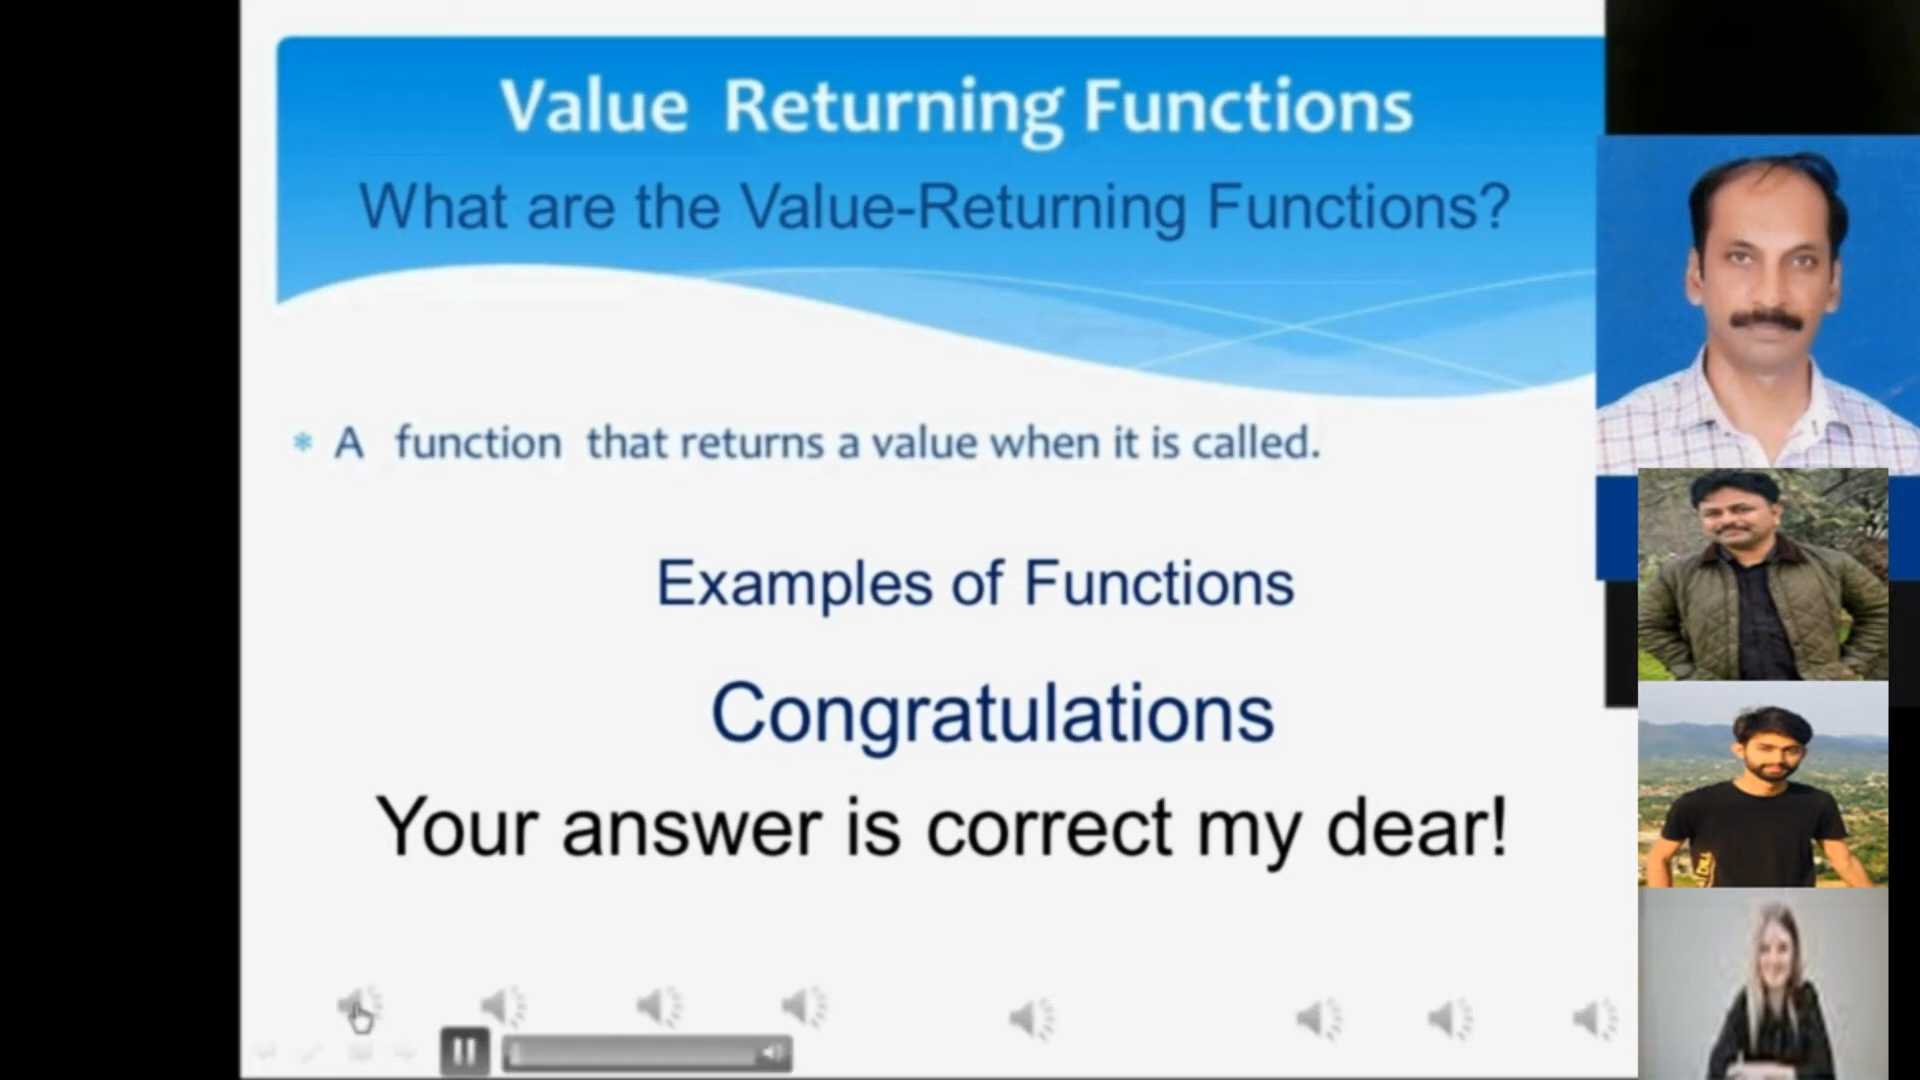 Value Returning Functions
What are the Value-Returning Functions?
A function that returns a value when it is called.
Examples of Functions
Congratulations
Your answer is correct my dear!